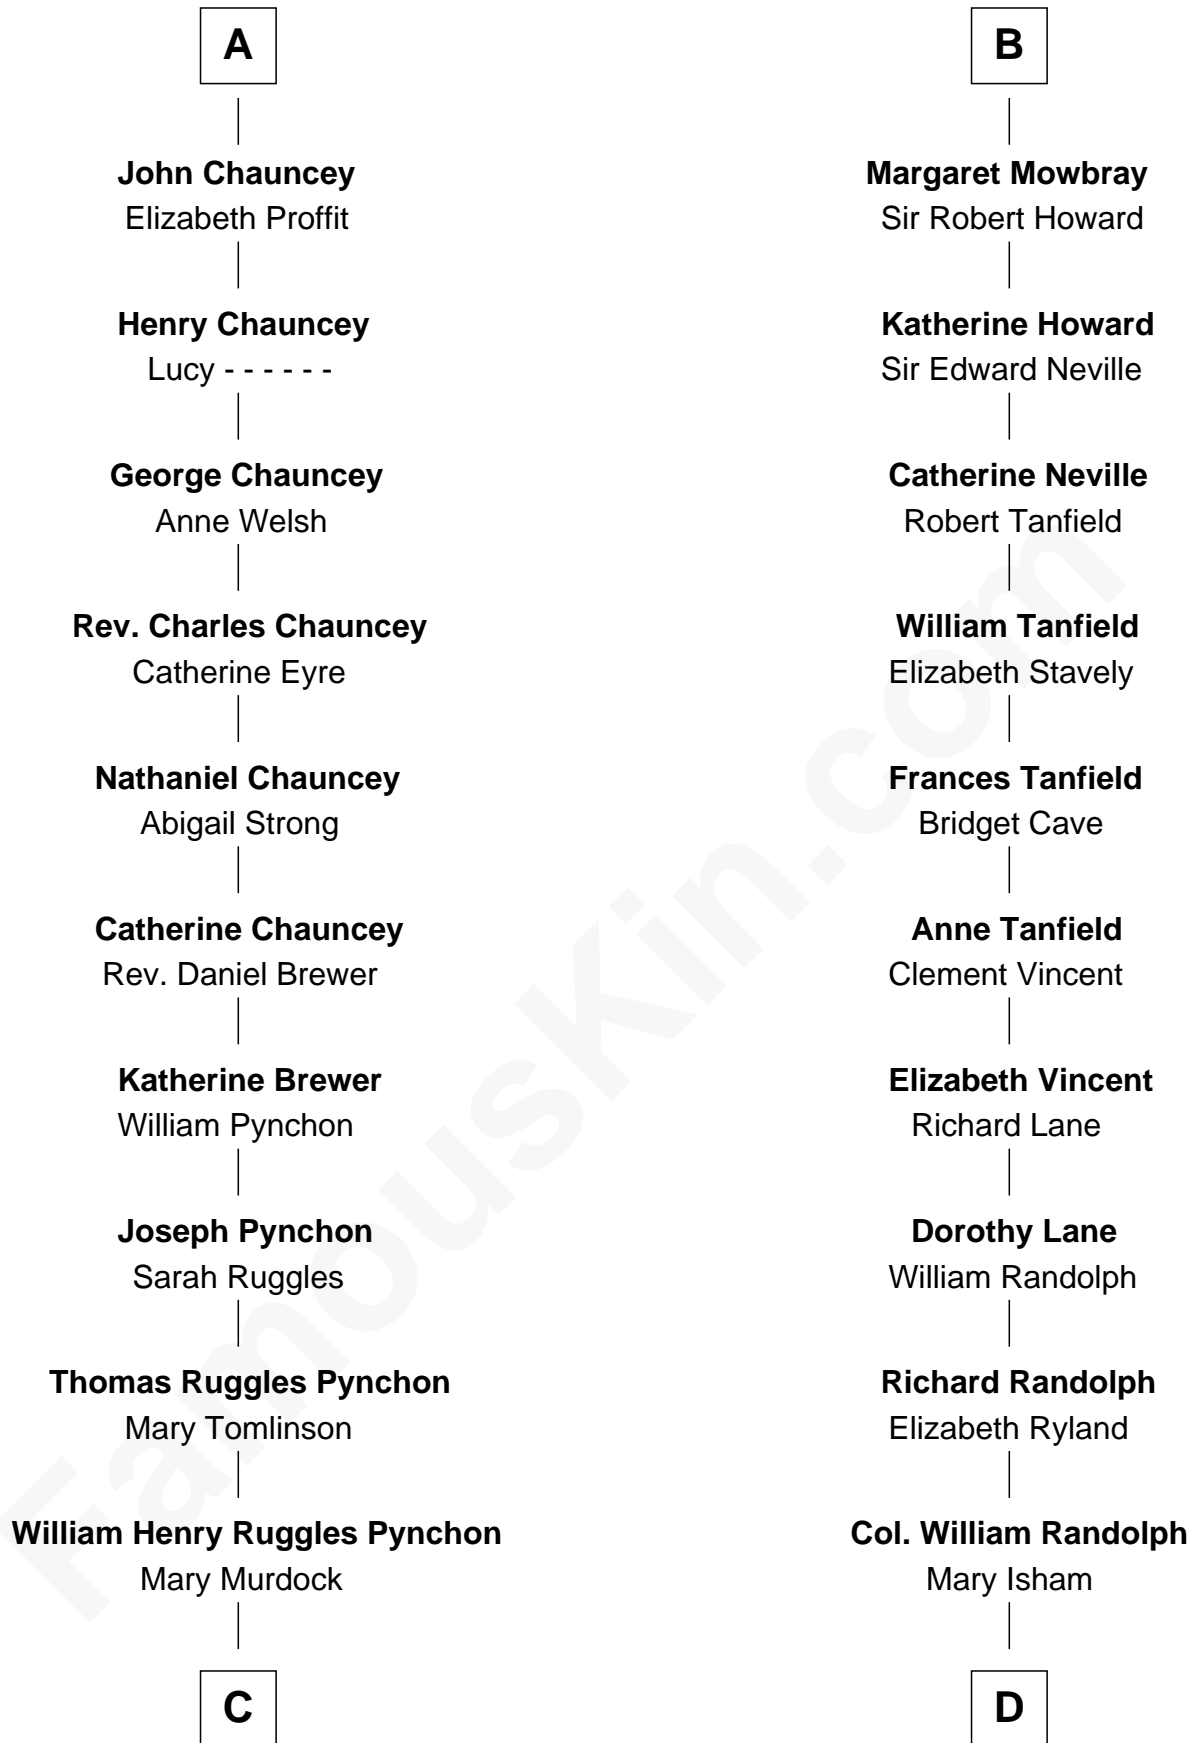 A
John Chauncey
Elizabeth Proffit
Henry Chauncey
Lucy - - - - - -
George Chauncey
Anne Welsh
Rev. Charles Chauncey
Catherine Eyre
Nathaniel Chauncey
Abigail Strong
Catherine Chauncey
Rev. Daniel Brewer
Katherine Brewer
William Pynchon
Joseph Pynchon
Sarah Ruggles
Thomas Ruggles Pynchon
Mary Tomlinson
William Henry Ruggles Pynchon
Mary Murdock
C
B
Margaret Mowbray
Sir Robert Howard
Katherine Howard
Sir Edward Neville
Catherine Neville
Robert Tanfield
William Tanfield
Elizabeth Stavely
Frances Tanfield
Bridget Cave
Anne Tanfield
Clement Vincent
Elizabeth Vincent
Richard Lane
Dorothy Lane
William Randolph
Richard Randolph
Elizabeth Ryland
Col. William Randolph
Mary Isham
D
FamousKin.com